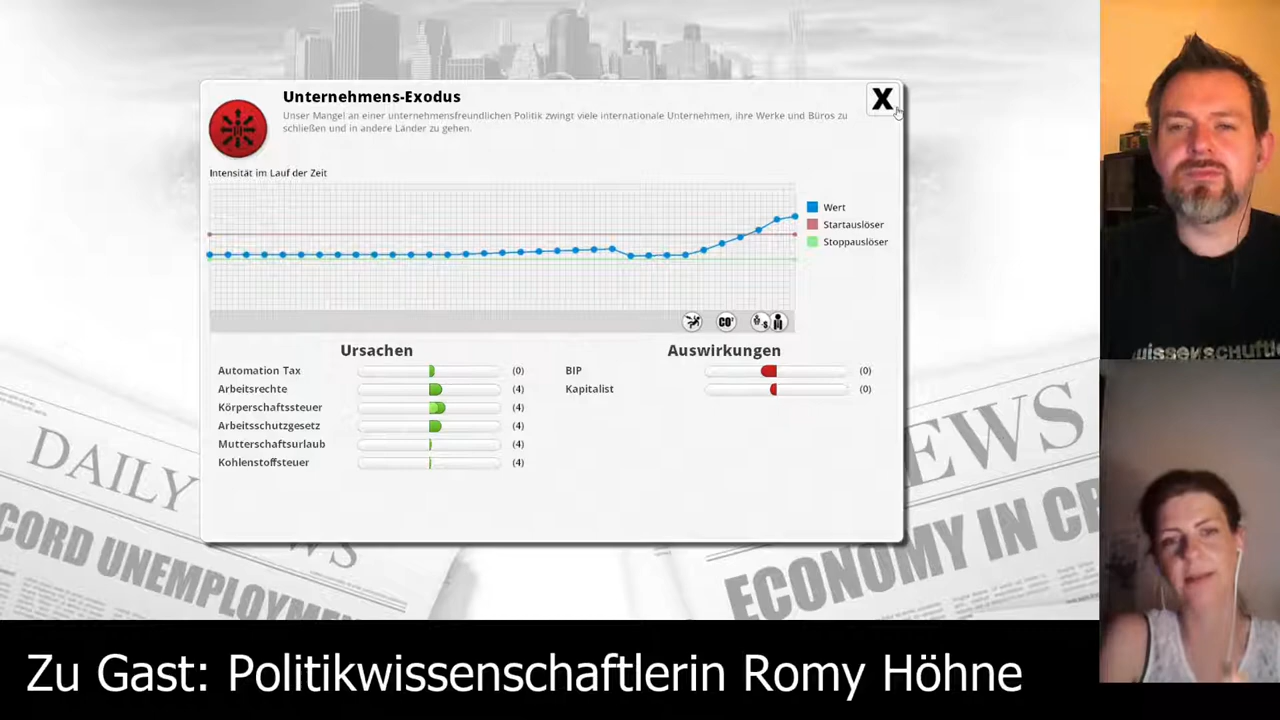 Unternehmens-Exodus
X
Unser Mangel an einer unternehmensfreundlichen Politik zwingt viele internationale Unternehmen, ihre Werke und Büros zu
schließen und in andere Länder zu gehen.
Intensität im Lauf der Zeit
Wert
Startauslöser
Stoppauslöser
CO²
$
Ursachen
Auswirkungen
Automation Tax (0)
BIP (0)
Arbeitsrechte (4)
Kapitalist (0)
Körperschaftssteuer (4)
Arbeitsschutzgesetz (4)
Mutterschaftsurlaub (4)
Kohlenstoffsteuer (4)
DAILY
NEWS
CORD UNEMPLOYME
ECONOMY IN CR
Zu Gast: Politikwissenschaftlerin Romy Höhne